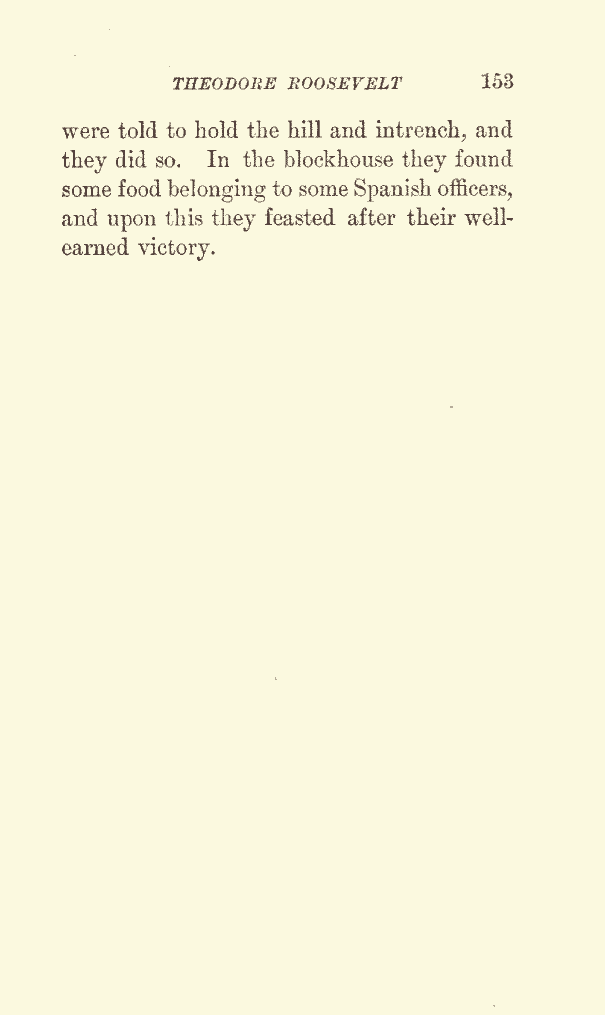 THEODORE ROOSEVELT 153
were told to hold the hill and intrench, and
they did so. In the blockhouse they found
some food belonging to some Spanish officers,
and upon this they feasted after their well-
earned victory.